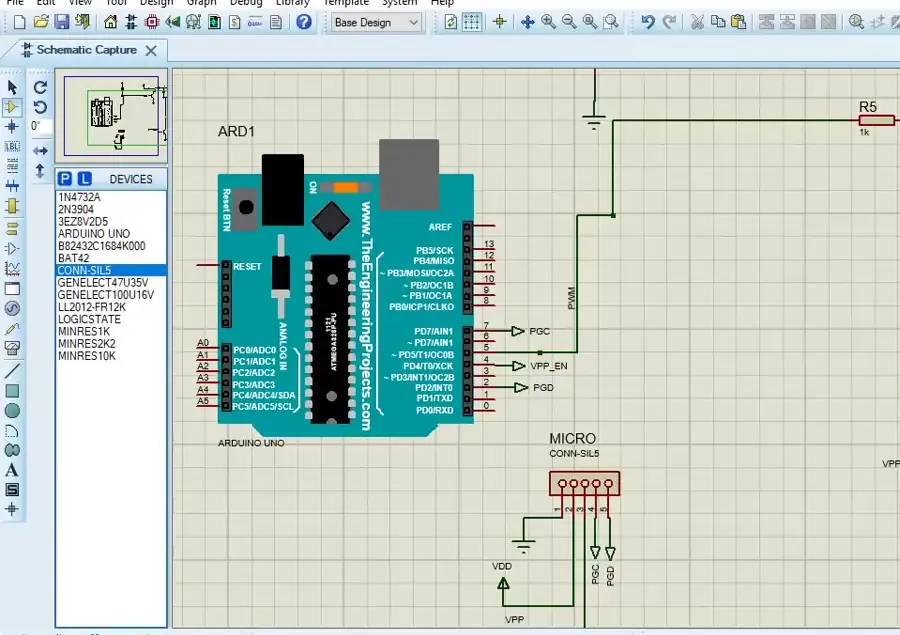 File Edit View Tool Design Graph Debug Library Template System Help
Base Design
Schematic Capture
0°
LBL
P L DEVICES
1N4732A
2N3904
3EZ8V2D5
ARDUINO UNO
B82432C1684K000
BAT42
CONN-SIL5
GENELECT47U35V
GENELECT100U16V
LL2012-FR12K
LOGICSTATE
MINRES1K
MINRES2K2
MINRES10K
A
S
ARD1
R5
1k
Reset BTN
ON
www.TheEngineeringProjects.com
ATMEGA328P-PU
1121
ANALOG IN
RESET
A0 PC0/ADC0
A1 PC1/ADC1
A2 PC2/ADC2
A3 PC3/ADC3
A4 PC4/ADC4/SDA
A5 PC5/ADC5/SCL
AREF
PB5/SCK 13
PB4/MISO 12
~ PB3/MOSI/OC2A 11
~ PB2/OC1B 10
~ PB1/OC1A 9
PB0/ICP1/CLKO 8
PD7/AIN1 7 PGC
~ PD7/AIN1 6
~ PD5/T1/OC0B 5
PD4/T0/XCK 4 VPP_EN
~ PD3/INT1/OC2B 3
PD2/INT0 2 PGD
PD1/TXD 1
PD0/RXD 0
PWM
ARDUINO UNO
MICRO
CONN-SIL5
1 2 3 4 5
PGC
PGD
VDD
VPP
VPP